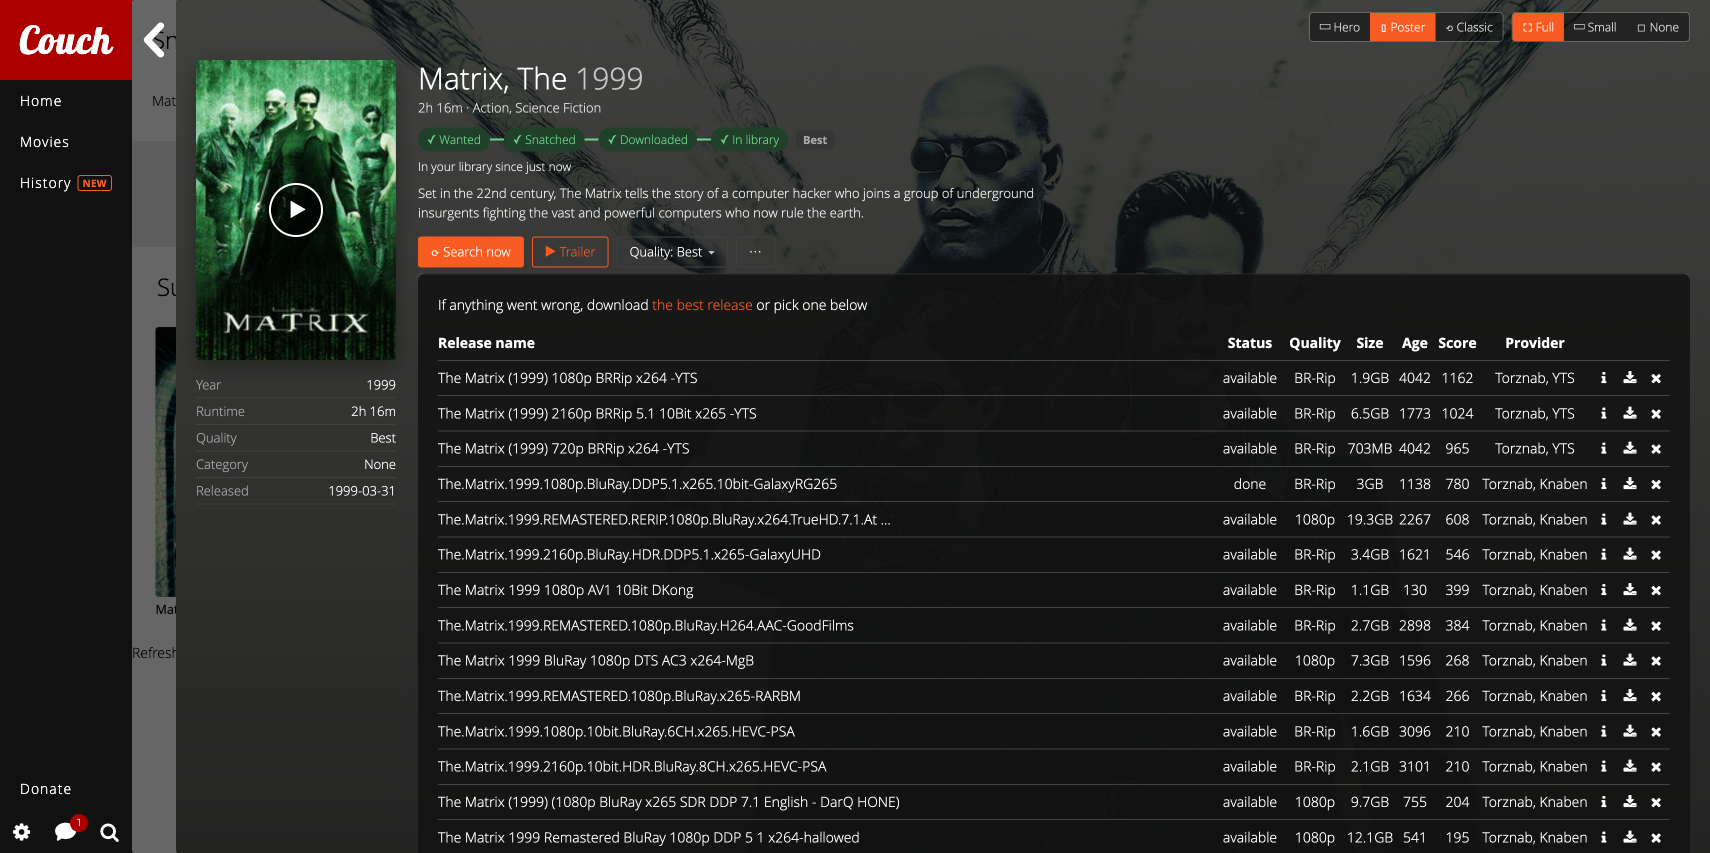 Couch
Home
Movies
History NEW
Donate
1
Sn
Mat
Su
Mat
Refresh
Hero Poster Classic Full Small None
MATRIX
Year 1999
Runtime 2h 16m
Quality Best
Category None
Released 1999-03-31
Matrix, The 1999
2h 16m · Action, Science Fiction
✓ Wanted ✓ Snatched ✓ Downloaded ✓ In library Best
In your library since just now
Set in the 22nd century, The Matrix tells the story of a computer hacker who joins a group of underground
insurgents fighting the vast and powerful computers who now rule the earth.
Search now Trailer Quality: Best ...
If anything went wrong, download the best release or pick one below
Release name Status Quality Size Age Score Provider
The Matrix (1999) 1080p BRRip x264 -YTS available BR-Rip 1.9GB 4042 1162 Torznab, YTS
The Matrix (1999) 2160p BRRip 5.1 10Bit x265 -YTS available BR-Rip 6.5GB 1773 1024 Torznab, YTS
The Matrix (1999) 720p BRRip x264 -YTS available BR-Rip 703MB 4042 965 Torznab, YTS
The.Matrix.1999.1080p.BluRay.DDP5.1.x265.10bit-GalaxyRG265 done BR-Rip 3GB 1138 780 Torznab, Knaben
The.Matrix.1999.REMASTERED.RERIP.1080p.BluRay.x264.TrueHD.7.1.At ... available 1080p 19.3GB 2267 608 Torznab, Knaben
The.Matrix.1999.2160p.BluRay.HDR.DDP5.1.x265-GalaxyUHD available BR-Rip 3.4GB 1621 546 Torznab, Knaben
The Matrix 1999 1080p AV1 10Bit DKong available BR-Rip 1.1GB 130 399 Torznab, Knaben
The.Matrix.1999.REMASTERED.1080p.BluRay.H264.AAC-GoodFilms available BR-Rip 2.7GB 2898 384 Torznab, Knaben
The Matrix 1999 BluRay 1080p DTS AC3 x264-MgB available 1080p 7.3GB 1596 268 Torznab, Knaben
The.Matrix.1999.REMASTERED.1080p.BluRay.x265-RARBM available BR-Rip 2.2GB 1634 266 Torznab, Knaben
The.Matrix.1999.1080p.10bit.BluRay.6CH.x265.HEVC-PSA available BR-Rip 1.6GB 3096 210 Torznab, Knaben
The.Matrix.1999.2160p.10bit.HDR.BluRay.8CH.x265.HEVC-PSA available BR-Rip 2.1GB 3101 210 Torznab, Knaben
The Matrix (1999) (1080p BluRay x265 SDR DDP 7.1 English - DarQ HONE) available 1080p 9.7GB 755 204 Torznab, Knaben
The Matrix 1999 Remastered BluRay 1080p DDP 5 1 x264-hallowed available 1080p 12.1GB 541 195 Torznab, Knaben